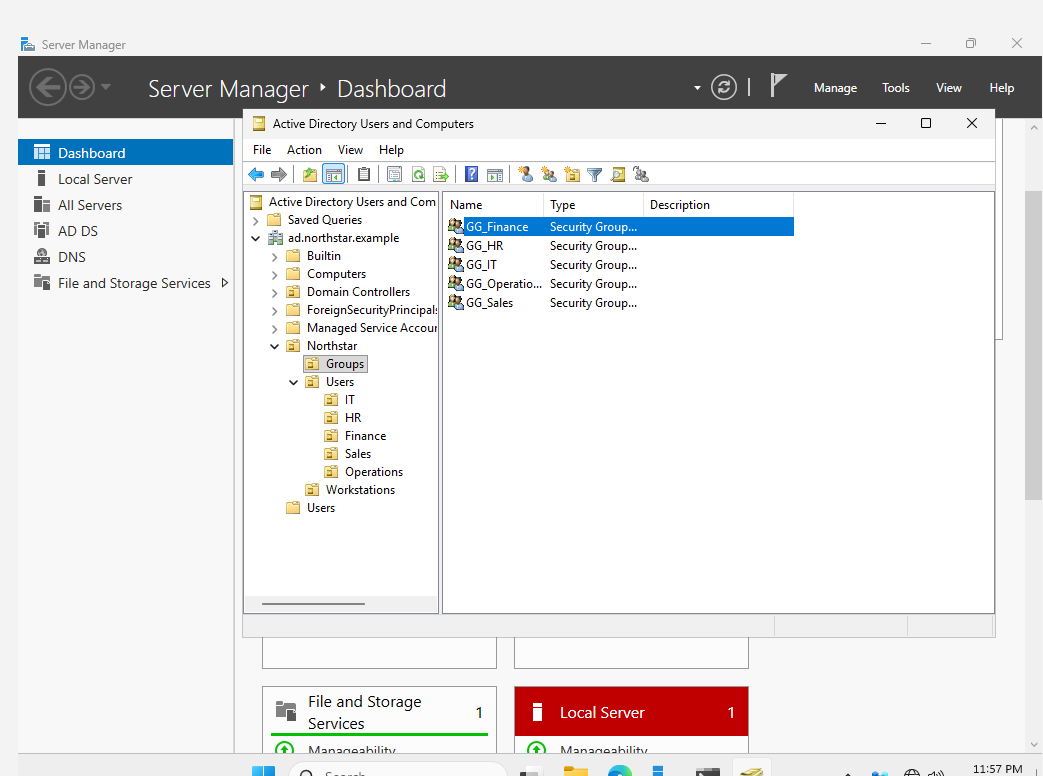 Server Manager
Server Manager ‣ Dashboard
Manage Tools View Help
Dashboard
Local Server
All Servers
AD DS
DNS
File and Storage Services
Active Directory Users and Computers
File Action View Help
Active Directory Users and Com
Saved Queries
ad.northstar.example
Builtin
Computers
Domain Controllers
ForeignSecurityPrincipals
Managed Service Accour
Northstar
Groups
Users
IT
HR
Finance
Sales
Operations
Workstations
Users
Name Type Description
GG_Finance Security Group...
GG_HR Security Group...
GG_IT Security Group...
GG_Operatio... Security Group...
GG_Sales Security Group...
File and Storage Services 1
Manageability
Local Server 1
Manageability
Search
11:57 PM